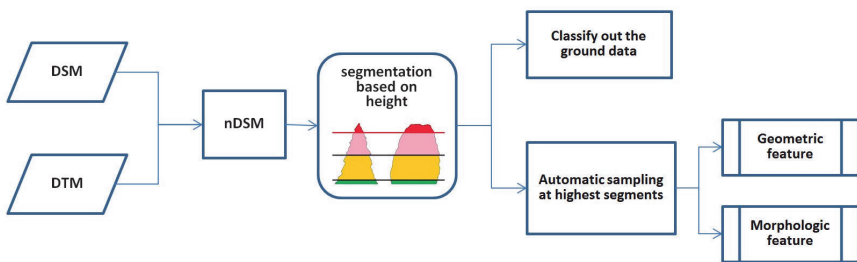 DSM
DTM
nDSM
segmentation
based on
height
Classify out the
ground data
Automatic sampling
at highest segments
Geometric
feature
Morphologic
feature